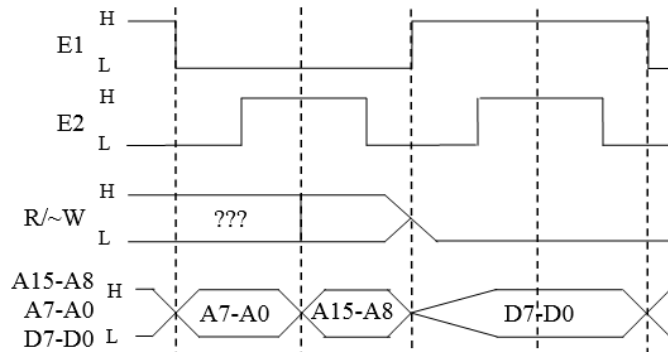 H
E1
L
H
E2
L
H
R/~W ???
L
A15-A8 H
A7-A0 A7-A0 A15-A8 D7-D0
D7-D0 L